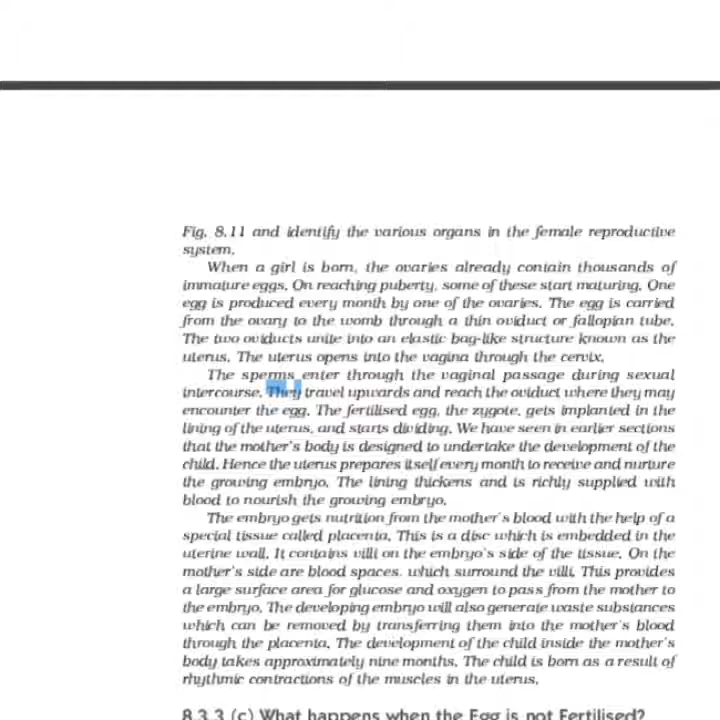 Fig. 8.11 and identify the various organs in the female reproductive
system.
When a girl is born, the ovaries already contain thousands of
immature eggs. On reaching puberty, some of these start maturing. One
egg is produced every month by one of the ovaries. The egg is carried
from the ovary to the womb through a thin oviduct or fallopian tube.
The two oviducts unite into an elastic bag-like structure known as the
uterus. The uterus opens into the vagina through the cervix.
The sperms enter through the vaginal passage during sexual
intercourse. They travel upwards and reach the oviduct where they may
encounter the egg. The fertilised egg, the zygote, gets implanted in the
lining of the uterus, and starts dividing. We have seen in earlier sections
that the mother's body is designed to undertake the development of the
child. Hence the uterus prepares itself every month to receive and nurture
the growing embryo. The lining thickens and is richly supplied with
blood to nourish the growing embryo.
The embryo gets nutrition from the mother's blood with the help of a
special tissue called placenta. This is a disc which is embedded in the
uterine wall. It contains villi on the embryo's side of the tissue. On the
mother's side are blood spaces, which surround the villi. This provides
a large surface area for glucose and oxygen to pass from the mother to
the embryo. The developing embryo will also generate waste substances
which can be removed by transferring them into the mother's blood
through the placenta. The development of the child inside the mother's
body takes approximately nine months. The child is born as a result of
rhythmic contractions of the muscles in the uterus.
8.3.3 (c) What happens when the Egg is not Fertilised?